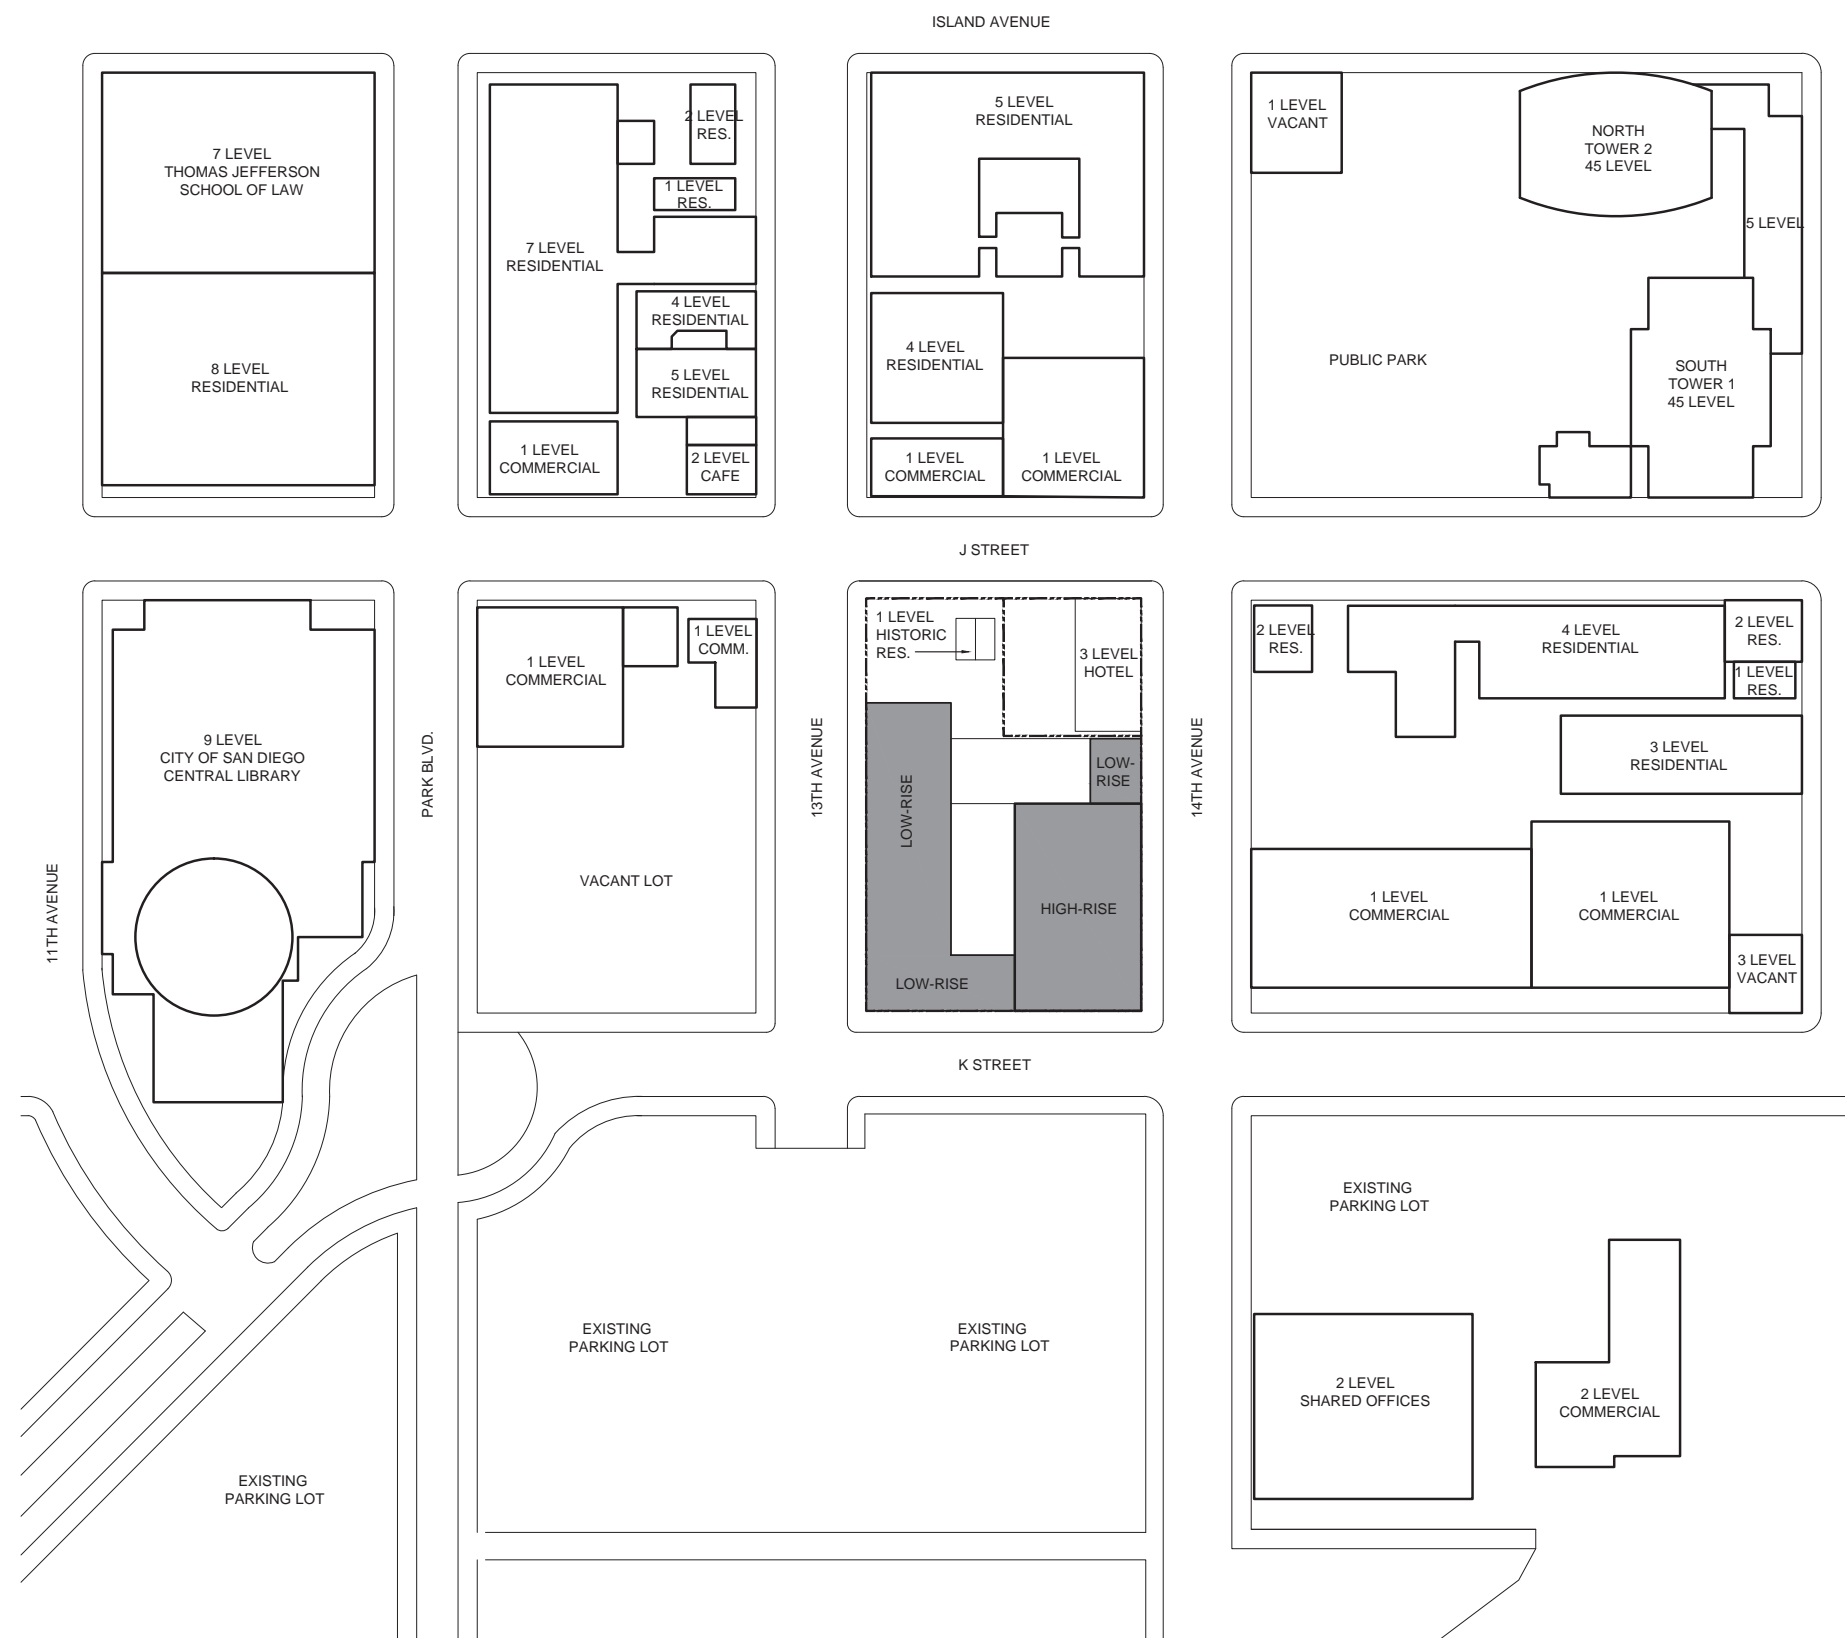 ISLAND AVENUE
7 LEVEL
THOMAS JEFFERSON
SCHOOL OF LAW
8 LEVEL
RESIDENTIAL
2 LEVEL
RES.
1 LEVEL
RES.
7 LEVEL
RESIDENTIAL
4 LEVEL
RESIDENTIAL
5 LEVEL
RESIDENTIAL
1 LEVEL
COMMERCIAL
2 LEVEL
CAFE
5 LEVEL
RESIDENTIAL
4 LEVEL
RESIDENTIAL
1 LEVEL
COMMERCIAL
1 LEVEL
COMMERCIAL
1 LEVEL
VACANT
NORTH
TOWER 2
45 LEVEL
5 LEVEL
PUBLIC PARK
SOUTH
TOWER 1
45 LEVEL
J STREET
9 LEVEL
CITY OF SAN DIEGO
CENTRAL LIBRARY
11TH AVENUE
PARK BLVD.
1 LEVEL
COMMERCIAL
1 LEVEL
COMM.
VACANT LOT
13TH AVENUE
1 LEVEL
HISTORIC
RES.
3 LEVEL
HOTEL
LOW-
RISE
LOW-RISE
HIGH-RISE
LOW-RISE
14TH AVENUE
2 LEVEL
RES.
4 LEVEL
RESIDENTIAL
2 LEVEL
RES.
1 LEVEL
RES.
3 LEVEL
RESIDENTIAL
1 LEVEL
COMMERCIAL
1 LEVEL
COMMERCIAL
3 LEVEL
VACANT
K STREET
EXISTING
PARKING LOT
EXISTING
PARKING LOT
EXISTING
PARKING LOT
EXISTING
PARKING LOT
2 LEVEL
SHARED OFFICES
2 LEVEL
COMMERCIAL